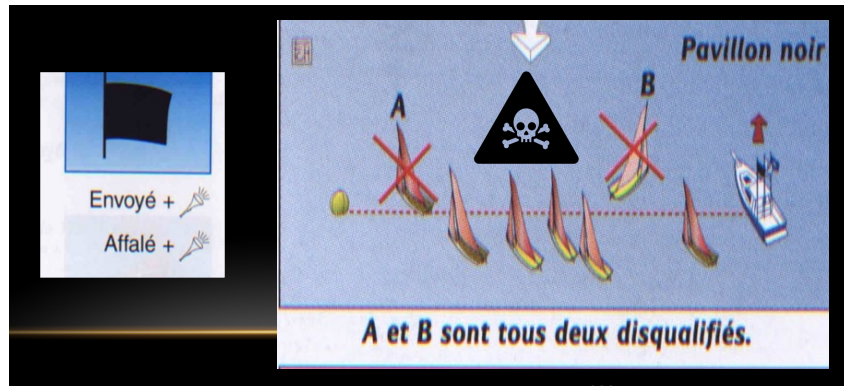 Envoyé +
Affalé +
Pavillon noir
A
B
A et B sont tous deux disqualifiés.